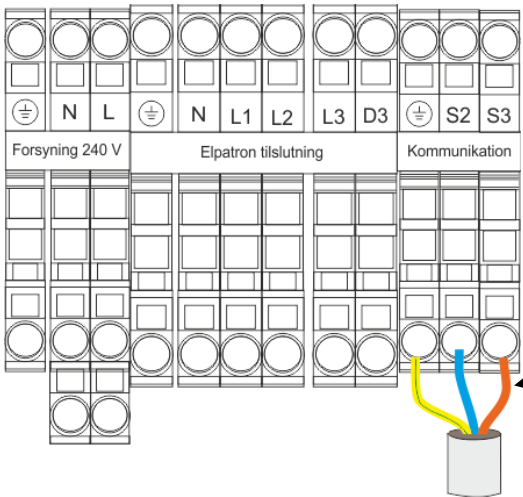 N L N L1 L2 L3 D3 S2 S3
Forsyning 240 V Elpatron tilslutning Kommunikation